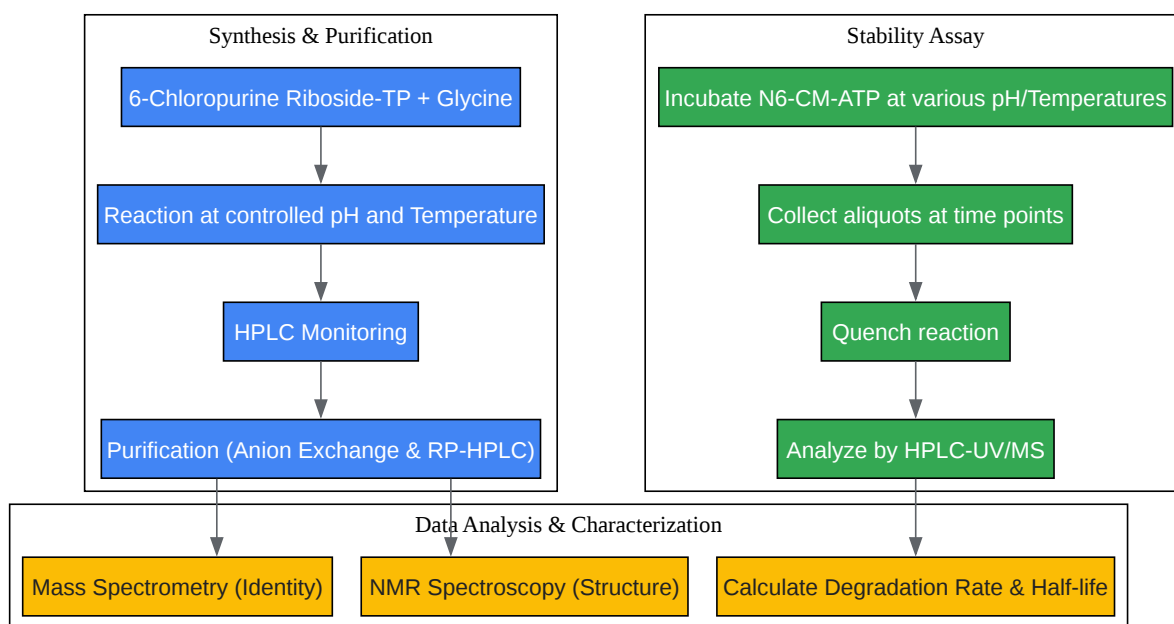 Synthesis & Purification
6-Chloropurine Riboside-TP + Glycine
Reaction at controlled pH and Temperature
HPLC Monitoring
Purification (Anion Exchange & RP-HPLC)
Stability Assay
Incubate N6-CM-ATP at various pH/Temperatures
Collect aliquots at time points
Quench reaction
Analyze by HPLC-UV/MS
Data Analysis & Characterization
Mass Spectrometry (Identity)
NMR Spectroscopy (Structure)
Calculate Degradation Rate & Half-life